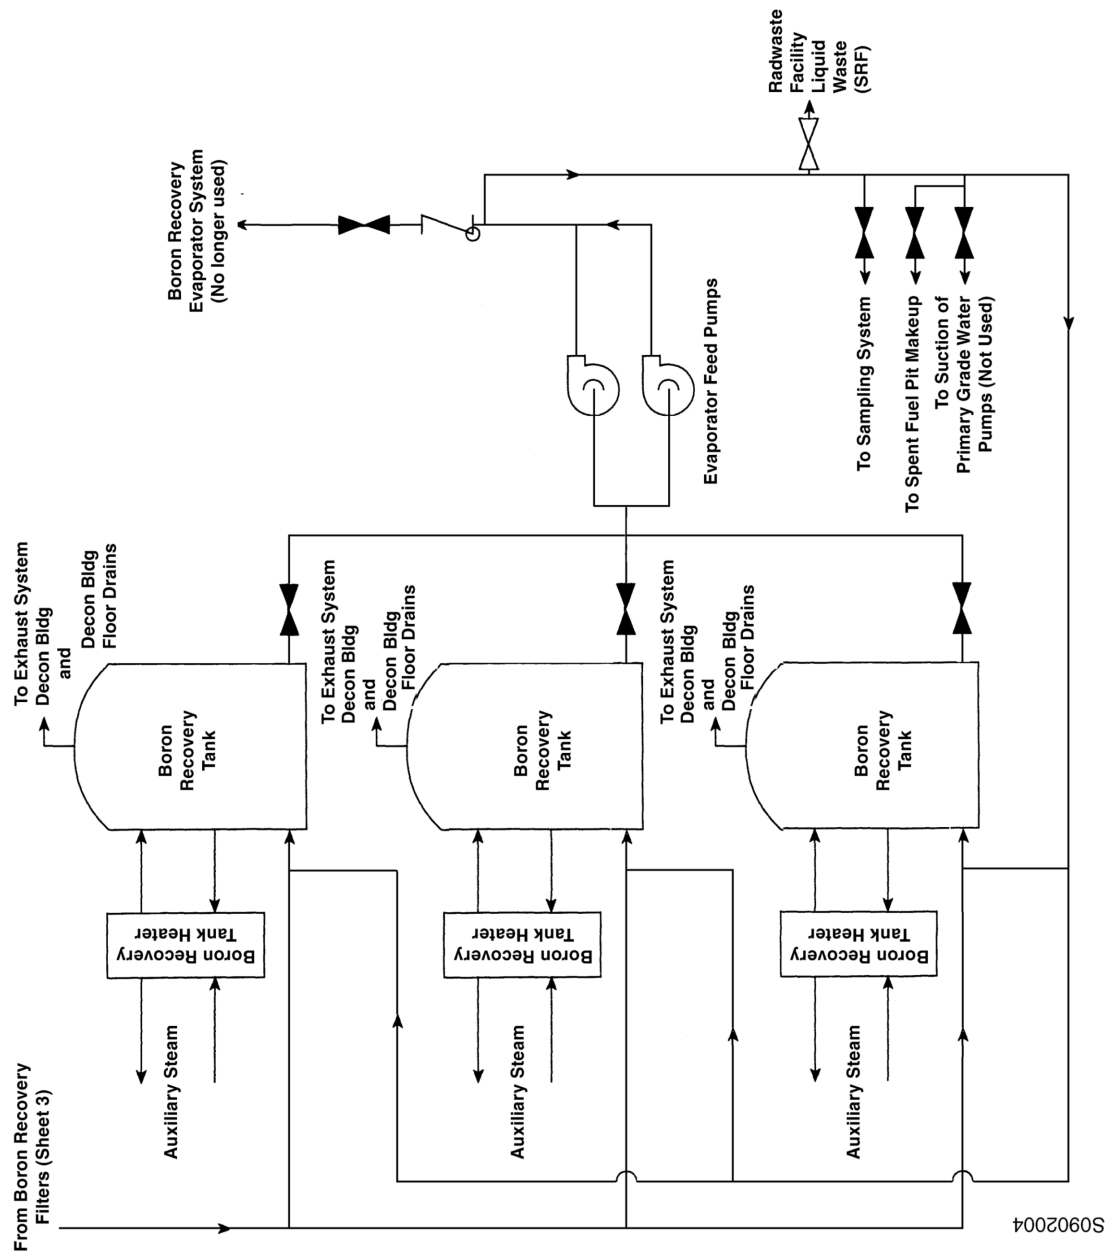 From Boron Recovery
Filters (Sheet 3)
Auxiliary Steam
Boron Recovery
Tank Heater
Boron
Recovery
Tank
To Exhaust System
Decon Bldg
and
Decon Bldg
Floor Drains
Auxiliary Steam
Boron Recovery
Tank Heater
Boron
Recovery
Tank
To Exhaust System
Decon Bldg
and
Decon Bldg
Floor Drains
Auxiliary Steam
Boron Recovery
Tank Heater
Boron
Recovery
Tank
To Exhaust System
Decon Bldg
and
Decon Bldg
Floor Drains
Boron Recovery
Evaporator System
(No longer used)
Evaporator Feed Pumps
Radwaste
Facility
Liquid
Waste
(SRF)
To Sampling System
To Spent Fuel Pit Makeup
To Suction of
Primary Grade Water
Pumps (Not Used)
S0902004